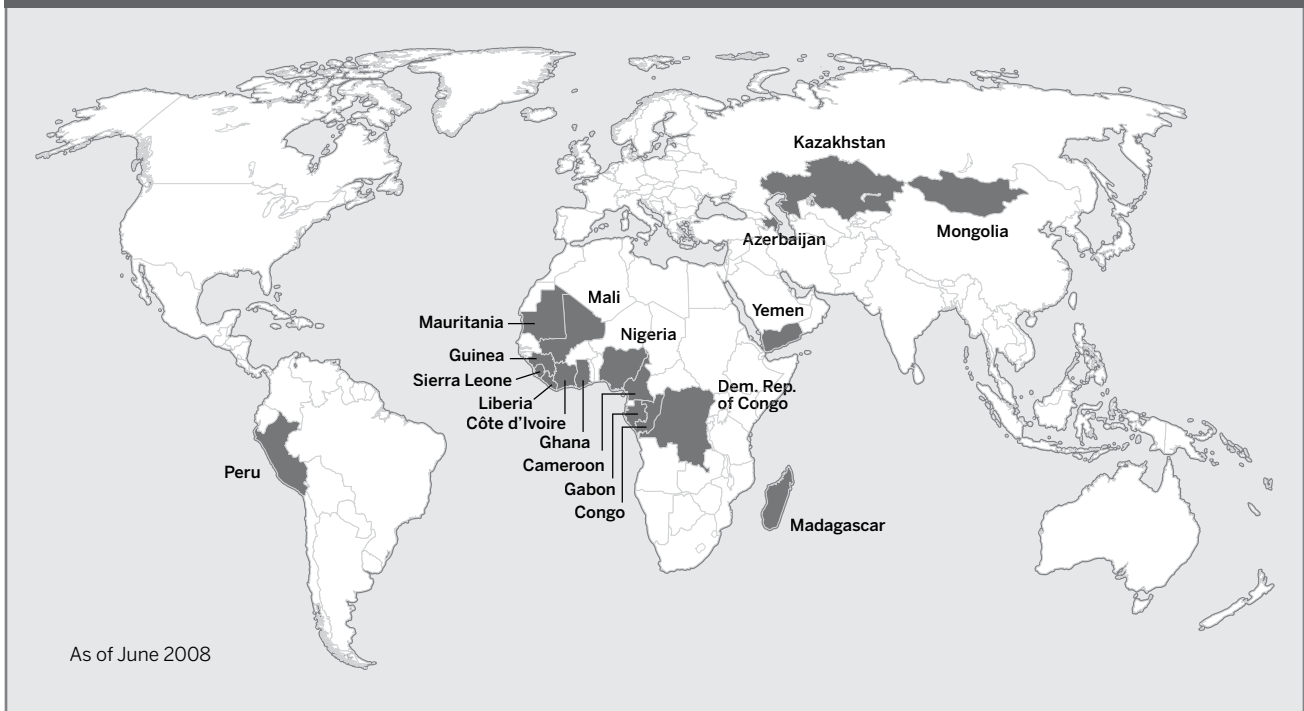 Kazakhstan
Azerbaijan
Mongolia
Mali
Yemen
Mauritania
Nigeria
Guinea
Sierra Leone
Liberia
Côte d’Ivoire
Ghana
Dem. Rep.
of Congo
Cameroon
Gabon
Congo
Peru
Madagascar
As of June 2008